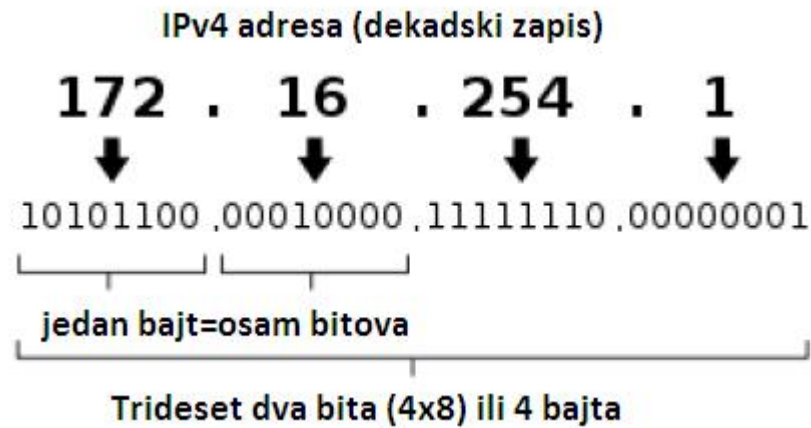 IPv4 adresa (dekadski zapis)
172 . 16 . 254 . 1
10101100 .00010000 .11111110 .00000001
jedan bajt=osam bitova
Trideset dva bita (4x8) ili 4 bajta